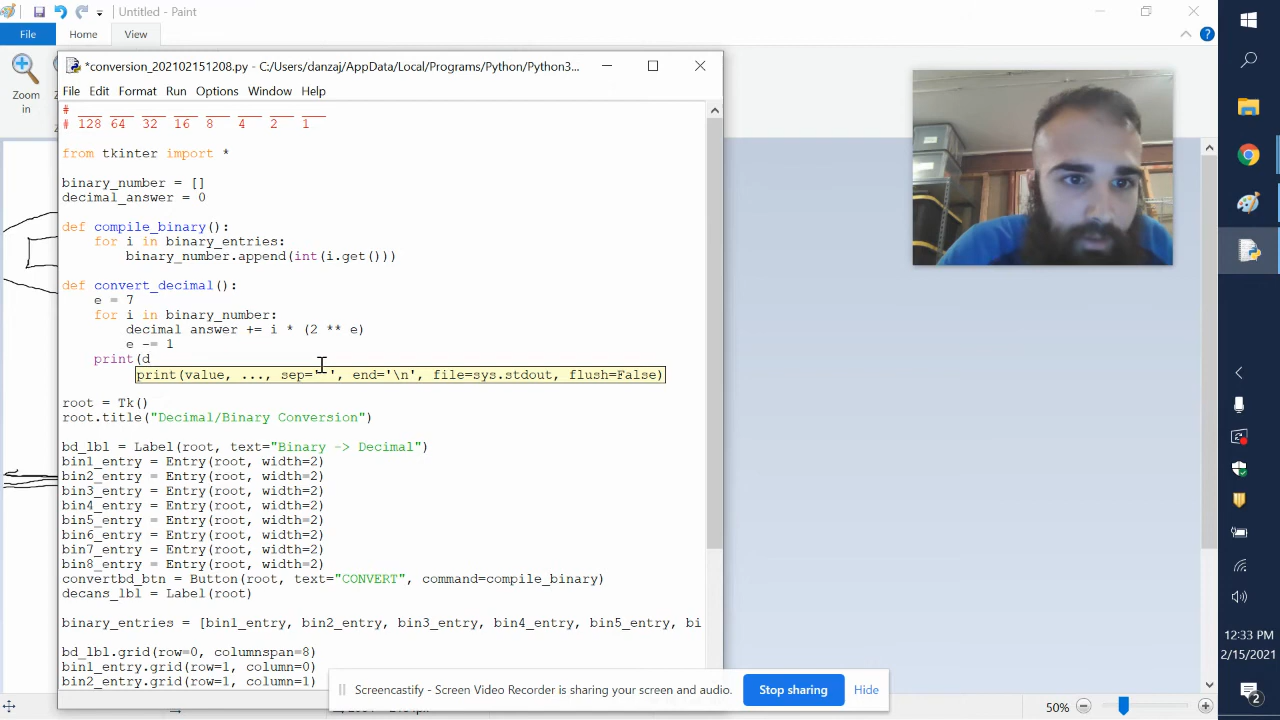 Untitled - Paint
File Home View
Zoom
in
*conversion_202102151208.py - C:/Users/danzaj/AppData/Local/Programs/Python/Python3...
File Edit Format Run Options Window Help
# ___ ___ ___ ___ ___ ___ ___ ___
# 128 64 32 16 8 4 2 1
from tkinter import *
binary_number = []
decimal_answer = 0
def compile_binary():
for i in binary_entries:
binary_number.append(int(i.get()))
def convert_decimal():
e = 7
for i in binary_number:
decimal answer += i * (2 ** e)
e -= 1
print(d
print(value, ..., sep=' ', end='\n', file=sys.stdout, flush=False)
root = Tk()
root.title("Decimal/Binary Conversion")
bd_lbl = Label(root, text="Binary -> Decimal")
bin1_entry = Entry(root, width=2)
bin2_entry = Entry(root, width=2)
bin3_entry = Entry(root, width=2)
bin4_entry = Entry(root, width=2)
bin5_entry = Entry(root, width=2)
bin6_entry = Entry(root, width=2)
bin7_entry = Entry(root, width=2)
bin8_entry = Entry(root, width=2)
convertbd_btn = Button(root, text="CONVERT", command=compile_binary)
decans_lbl = Label(root)
binary_entries = [bin1_entry, bin2_entry, bin3_entry, bin4_entry, bin5_entry, bi
bd_lbl.grid(row=0, columnspan=8)
bin1_entry.grid(row=1, column=0)
bin2_entry.grid(row=1, column=1)
Screencastify - Screen Video Recorder is sharing your screen and audio. Stop sharing Hide
50%
12:33 PM
2/15/2021
2